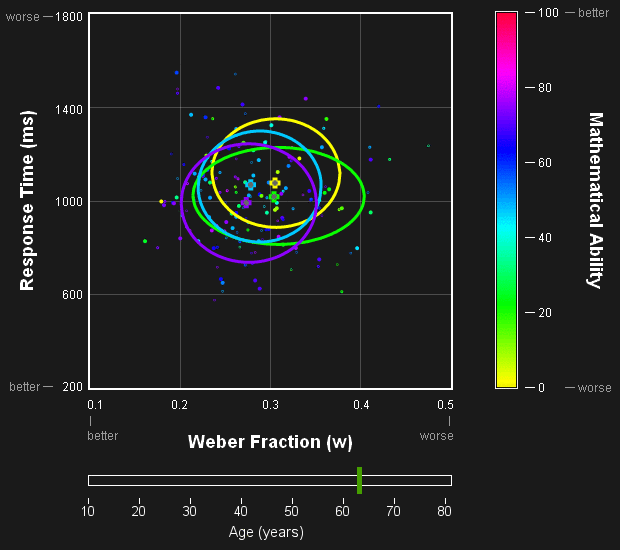 worse
1800
1400
1000
600
better
200
Response Time (ms)
0.1
0.2
0.3
0.4
0.5
better
Weber Fraction (w)
worse
10
20
30
40
50
60
70
80
Age (years)
100
better
80
60
40
20
0
worse
Mathematical Ability